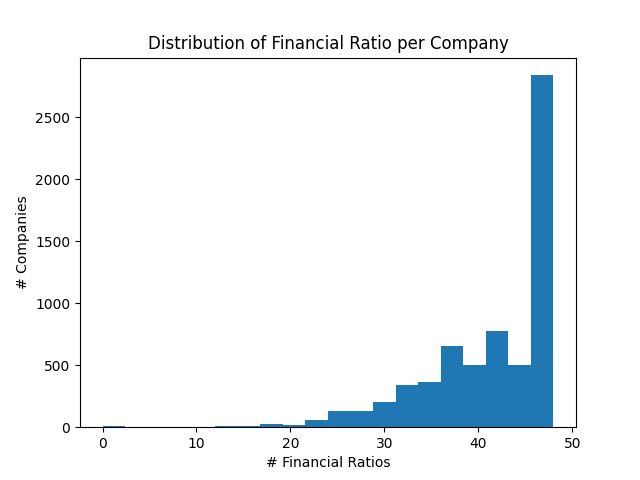 Distribution of Financial Ratio per Company
# Companies
2500
2000
1500
1000
500
0
0 10 20 30 40 50
# Financial Ratios